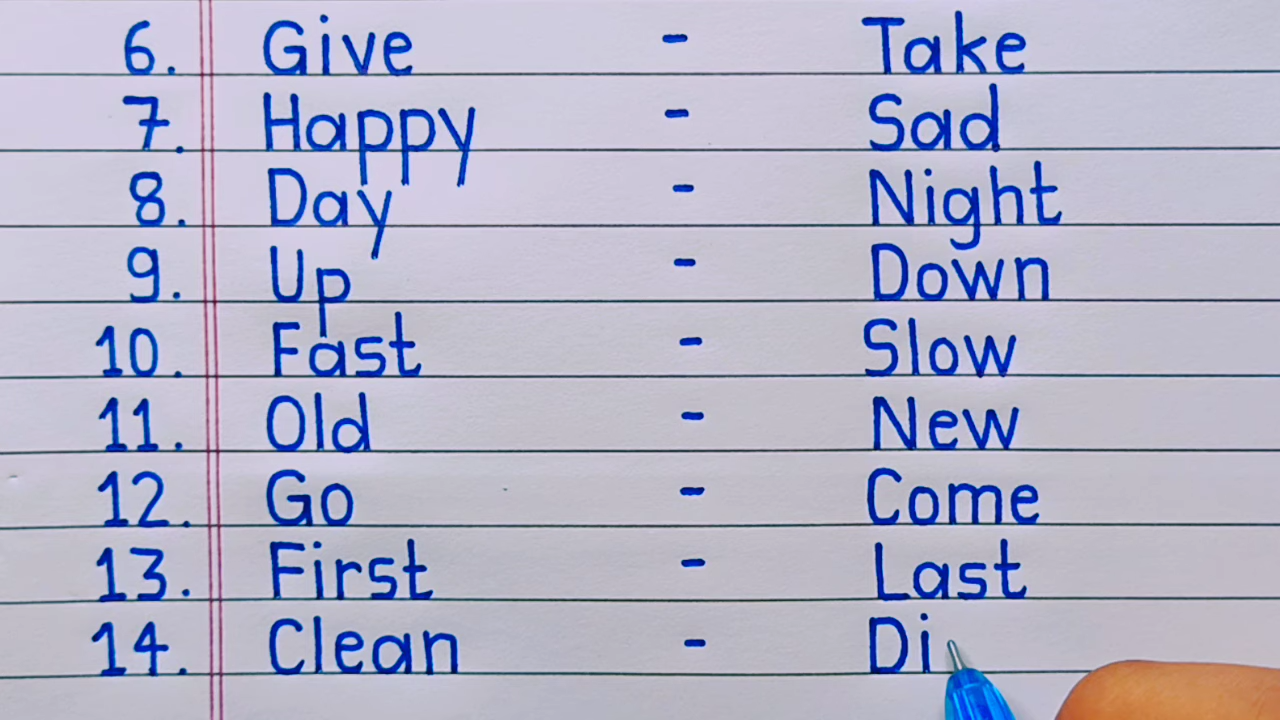 6. Give - Take
7. Happy - Sad
8. Day - Night
9. Up - Down
10. Fast - Slow
11. Old - New
12. Go - Come
13. First - Last
14. Clean - Di